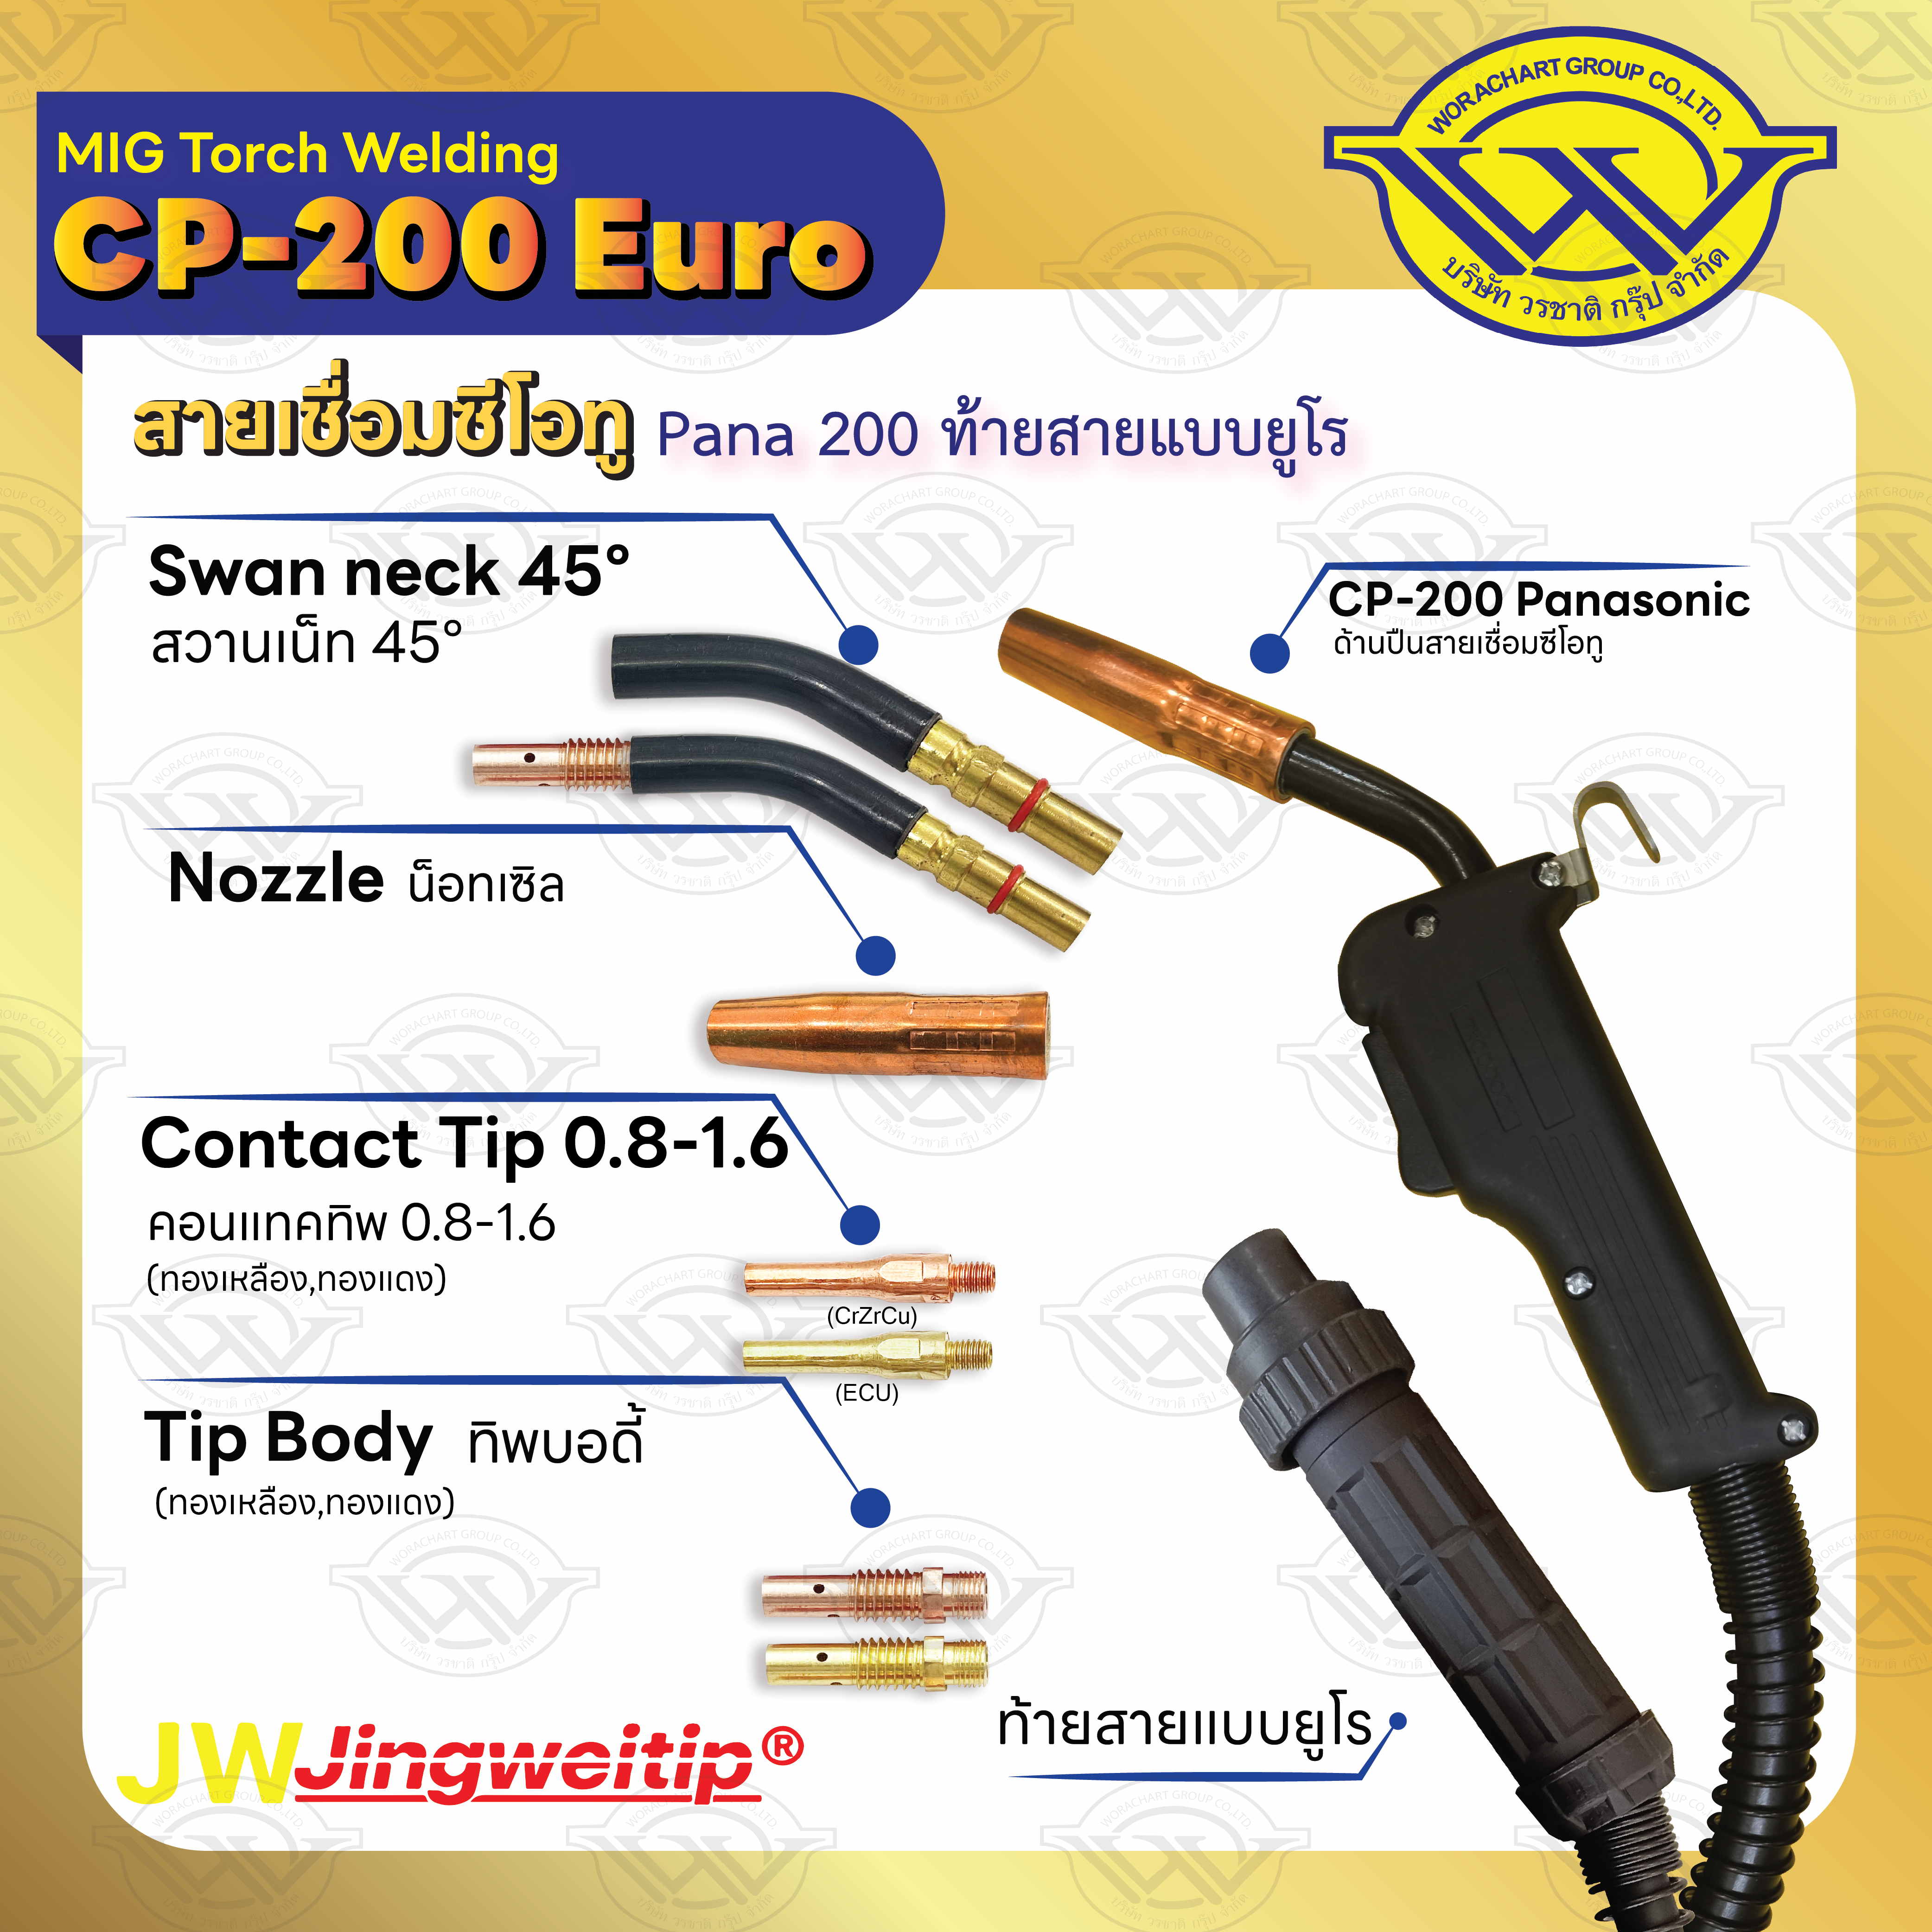 WORACHART GROUP CO.,LTD.
บริษัท วรชาติ กรุ๊ป จำกัด
MIG Torch Welding
CP-200 Euro
สายเชื่อมซีโอทู Pana 200 ท้ายสายแบบยูโร
Swan neck 45°
สวานเน็ท 45°
CP-200 Panasonic
ด้านปืนสายเชื่อมซีโอทู
Nozzle น็อทเซิล
Contact Tip 0.8-1.6
คอนแทคทิพ 0.8-1.6
(ทองเหลือง,ทองแดง)
(CrZrCu)
(ECU)
Tip Body ทิพบอดี้
(ทองเหลือง,ทองแดง)
ท้ายสายแบบยูโร
JW Jingweitip®